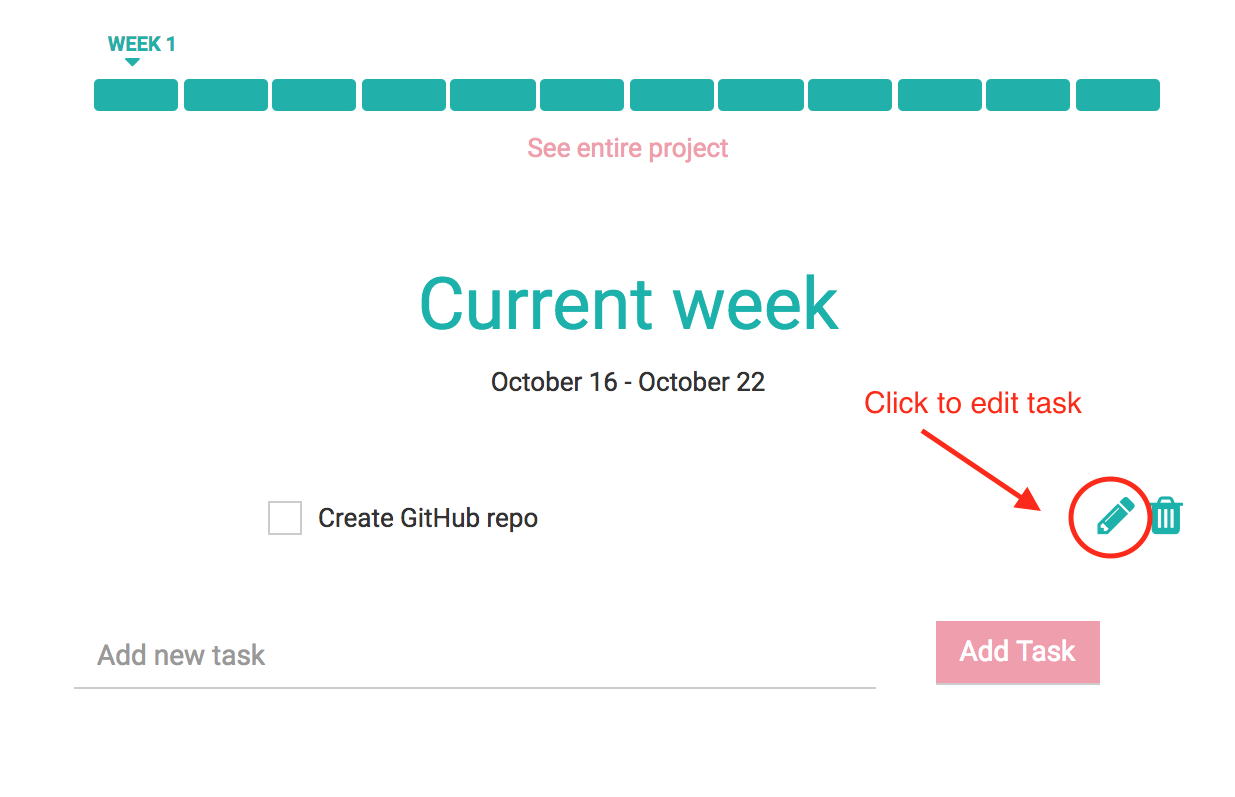 WEEK 1
See entire project
Current week
October 16 - October 22
Click to edit task
Create GitHub repo
Add new task
Add Task